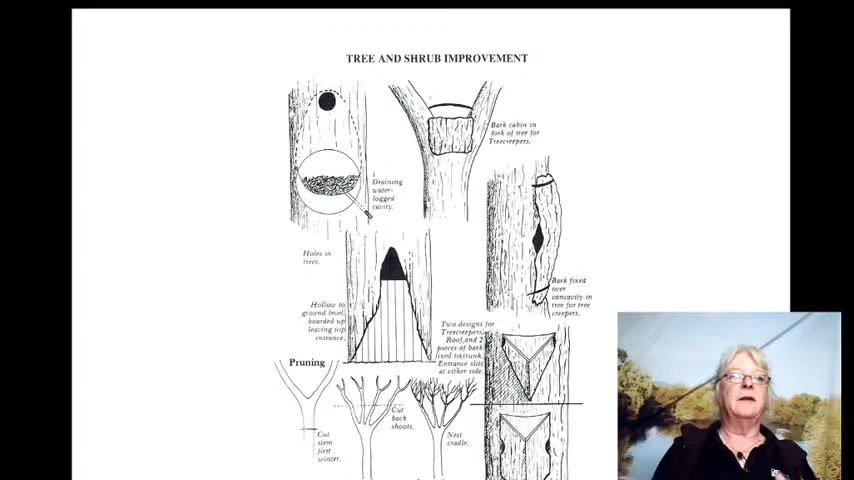 TREE AND SHRUB IMPROVEMENT
Bark cabin in
fork of tree for
Treecreepers.
Draining
water-
logged
cavity.
Holes in
trees.
Bark fixed
over
concavity in
tree for tree
creepers.
Hollow to
ground level,
boarded up
leaving top
entrance.
Two designs for
Treecreepers,
Roof, and 2
pieces of bark
fixed to trunk.
Entrance slits
at either side.
Pruning
Cut
back
shoots.
Cut
stem
first
winter.
Nest
cradle.